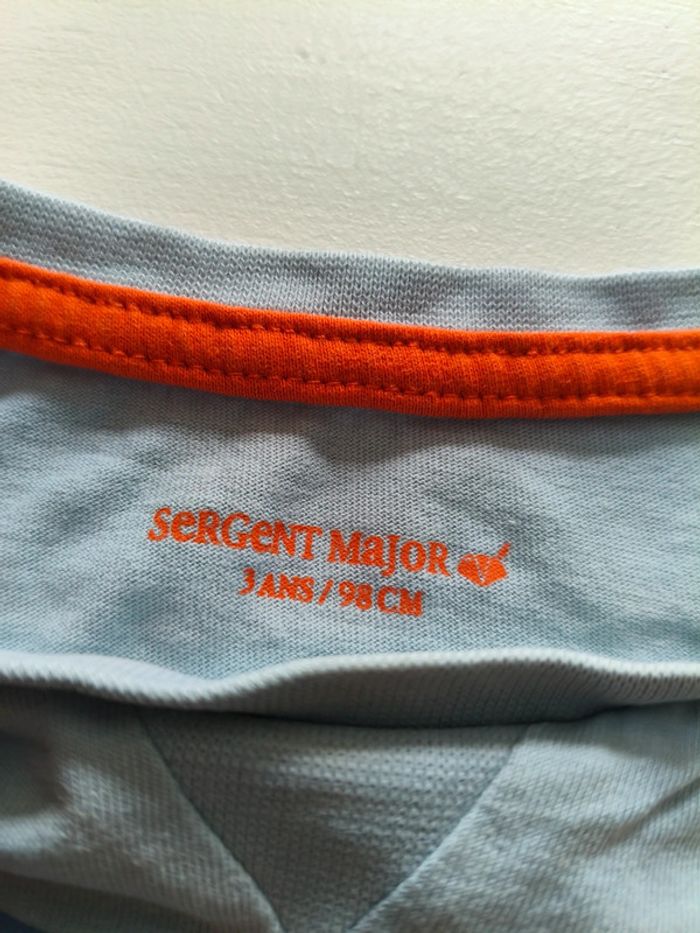 SeRGeNT MajoR
3 ANS / 98 CM